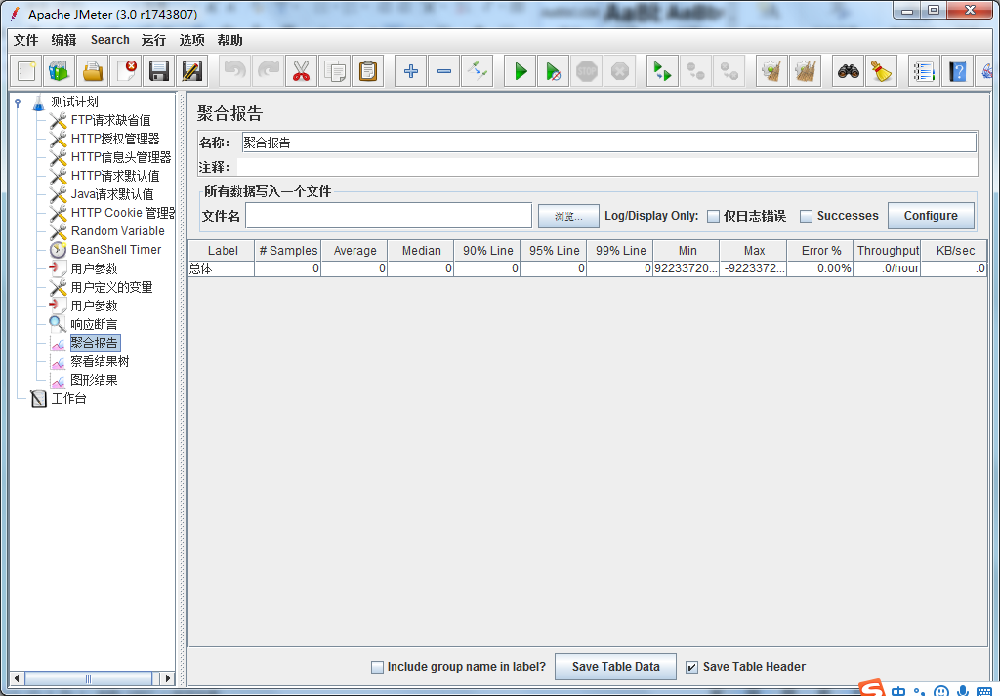 Apache JMeter (3.0 r1743807)
文件 编辑 Search 运行 选项 帮助
STOP
测试计划
FTP请求缺省值
HTTP授权管理器
HTTP信息头管理器
HTTP请求默认值
Java请求默认值
HTTP Cookie 管理器
Random Variable
BeanShell Timer
用户参数
用户定义的变量
用户参数
响应断言
聚合报告
察看结果树
图形结果
工作台
聚合报告
名称： 聚合报告
注释：
所有数据写入一个文件
文件名 浏览... Log/Display Only: 仅日志错误 Successes Configure
Label # Samples Average Median 90% Line 95% Line 99% Line Min Max Error % Throughput KB/sec
总体 0 0 0 0 0 0 92233720... -9223372... 0.00% .0/hour .0
Include group name in label? Save Table Data Save Table Header
中